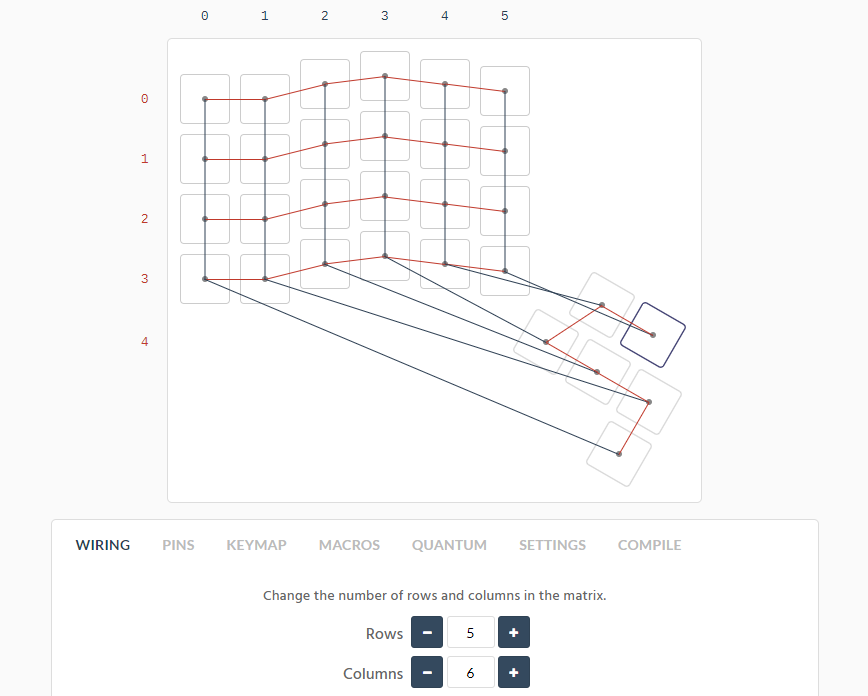 0 1 2 3 4 5
0
1
2
3
4
WIRING PINS KEYMAP MACROS QUANTUM SETTINGS COMPILE
Change the number of rows and columns in the matrix.
Rows − 5 +
Columns − 6 +